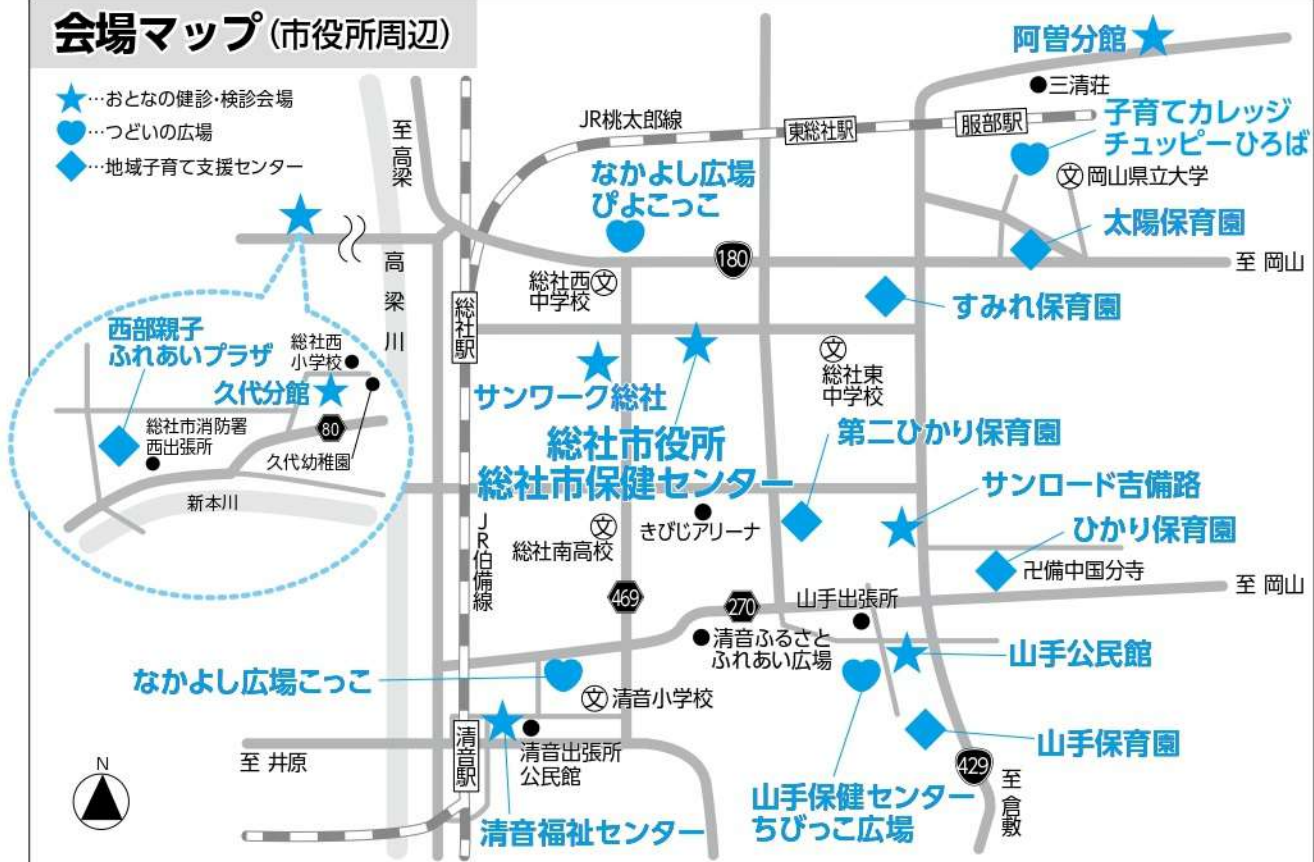 会場マップ(市役所周辺)
★…おとなの健診・検診会場
♥…つどいの広場
◆…地域子育て支援センター
阿曽分館
三清荘
JR桃太郎線
東総社駅
服部駅
子育てカレッジ
チュッピーひろば
文 岡山県立大学
至高梁
なかよし広場
ぴよこっこ
太陽保育園
180
至 岡山
高梁川
総社駅
総社西
中学校
文
すみれ保育園
西部親子
ふれあいプラザ
総社西
小学校
久代分館
総社市消防署
西出張所
80
久代幼稚園
新本川
サンワーク総社
文
総社東
中学校
総社市役所
総社市保健センター
第二ひかり保育園
サンロード吉備路
JR伯備線
文
総社南高校
きびじアリーナ
ひかり保育園
卍備中国分寺
469
270
山手出張所
至 岡山
清音ふるさと
ふれあい広場
山手公民館
なかよし広場こっこ
文 清音小学校
清音駅
清音出張所
公民館
至 井原
山手保育園
429
至倉敷
山手保健センター
ちびっこ広場
清音福祉センター
N